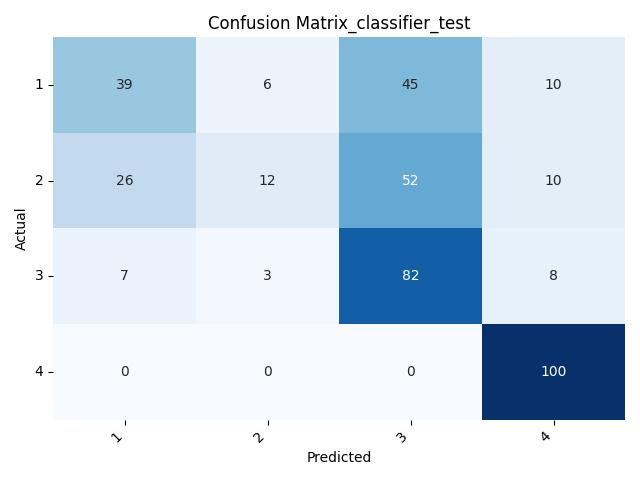 Confusion Matrix_classifier_test
Actual
1 39 6 45 10
2 26 12 52 10
3 7 3 82 8
4 0 0 0 100
1 2 3 4
Predicted